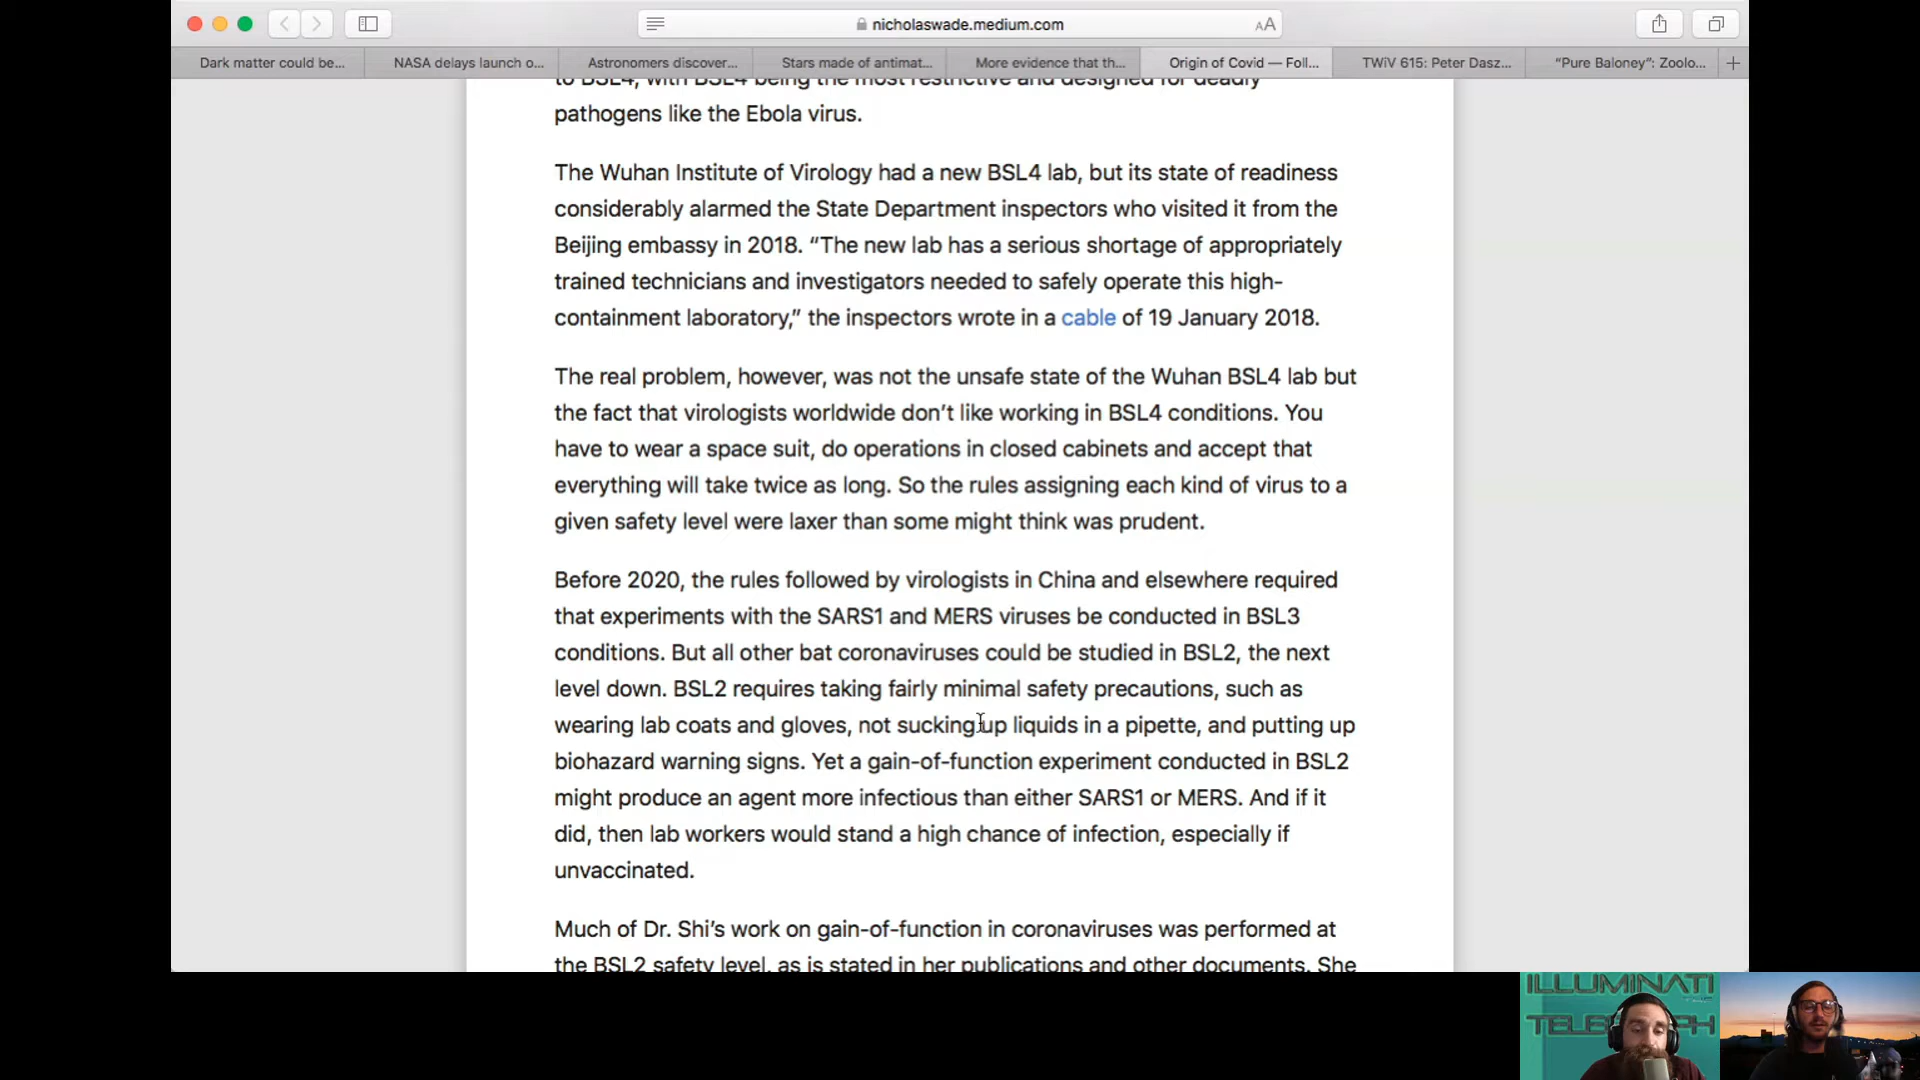 nicholaswade.medium.com
AA
Dark matter could be...
NASA delays launch o...
Astronomers discover...
Stars made of antimat...
More evidence that th...
Origin of Covid — Foll...
TWiV 615: Peter Dasz...
“Pure Baloney”: Zoolo...
to BSL4, with BSL4 being the most restrictive and designed for deadly
pathogens like the Ebola virus.
The Wuhan Institute of Virology had a new BSL4 lab, but its state of readiness
considerably alarmed the State Department inspectors who visited it from the
Beijing embassy in 2018. “The new lab has a serious shortage of appropriately
trained technicians and investigators needed to safely operate this high-
containment laboratory,” the inspectors wrote in a cable of 19 January 2018.
The real problem, however, was not the unsafe state of the Wuhan BSL4 lab but
the fact that virologists worldwide don’t like working in BSL4 conditions. You
have to wear a space suit, do operations in closed cabinets and accept that
everything will take twice as long. So the rules assigning each kind of virus to a
given safety level were laxer than some might think was prudent.
Before 2020, the rules followed by virologists in China and elsewhere required
that experiments with the SARS1 and MERS viruses be conducted in BSL3
conditions. But all other bat coronaviruses could be studied in BSL2, the next
level down. BSL2 requires taking fairly minimal safety precautions, such as
wearing lab coats and gloves, not sucking up liquids in a pipette, and putting up
biohazard warning signs. Yet a gain-of-function experiment conducted in BSL2
might produce an agent more infectious than either SARS1 or MERS. And if it
did, then lab workers would stand a high chance of infection, especially if
unvaccinated.
Much of Dr. Shi’s work on gain-of-function in coronaviruses was performed at
the BSL2 safety level, as is stated in her publications and other documents. She
ILLUMINATI